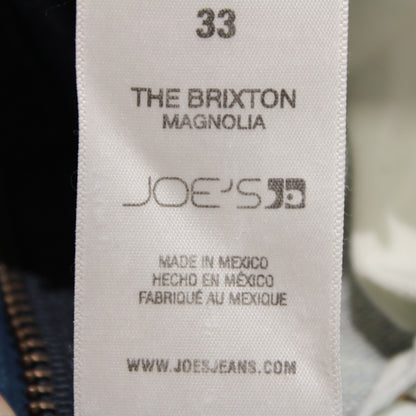 33
THE BRIXTON
MAGNOLIA
JOE'S
MADE IN MEXICO
HECHO EN MÉXICO
FABRIQUÉ AU MEXIQUE
WWW.JOESJEANS.COM